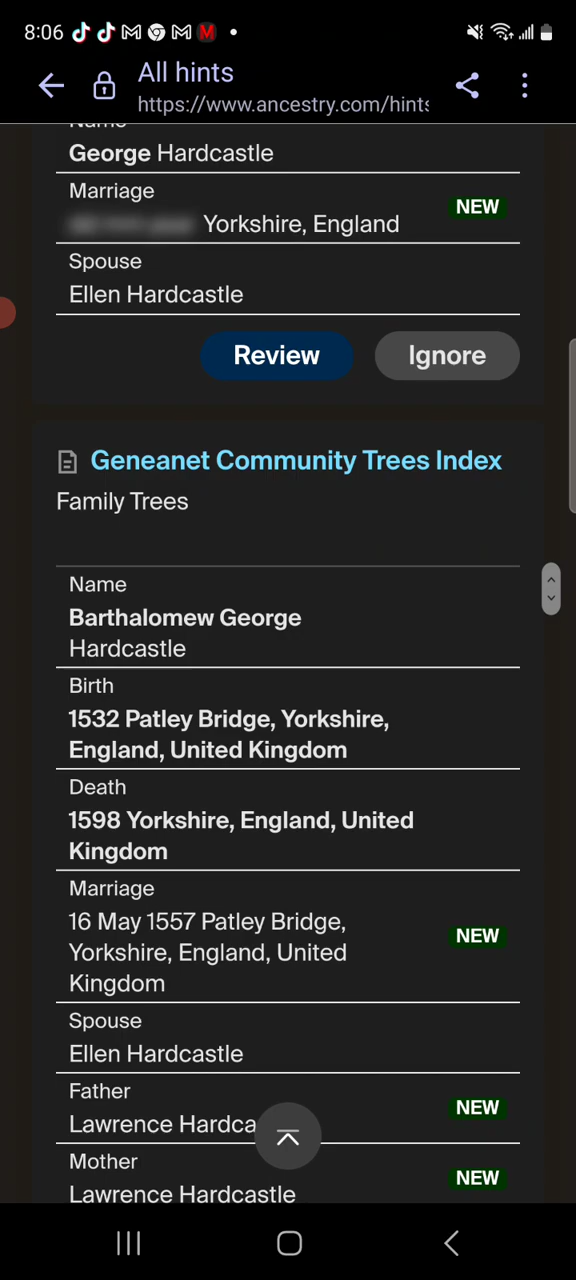 8:06
All hints
https://www.ancestry.com/hints
Name
George Hardcastle
Marriage
Yorkshire, England
NEW
Spouse
Ellen Hardcastle
Review
Ignore
Geneanet Community Trees Index
Family Trees
Name
Barthalomew George
Hardcastle
Birth
1532 Patley Bridge, Yorkshire,
England, United Kingdom
Death
1598 Yorkshire, England, United
Kingdom
Marriage
16 May 1557 Patley Bridge,
Yorkshire, England, United
Kingdom
NEW
Spouse
Ellen Hardcastle
Father
Lawrence Hardca
NEW
Mother
Lawrence Hardcastle
NEW